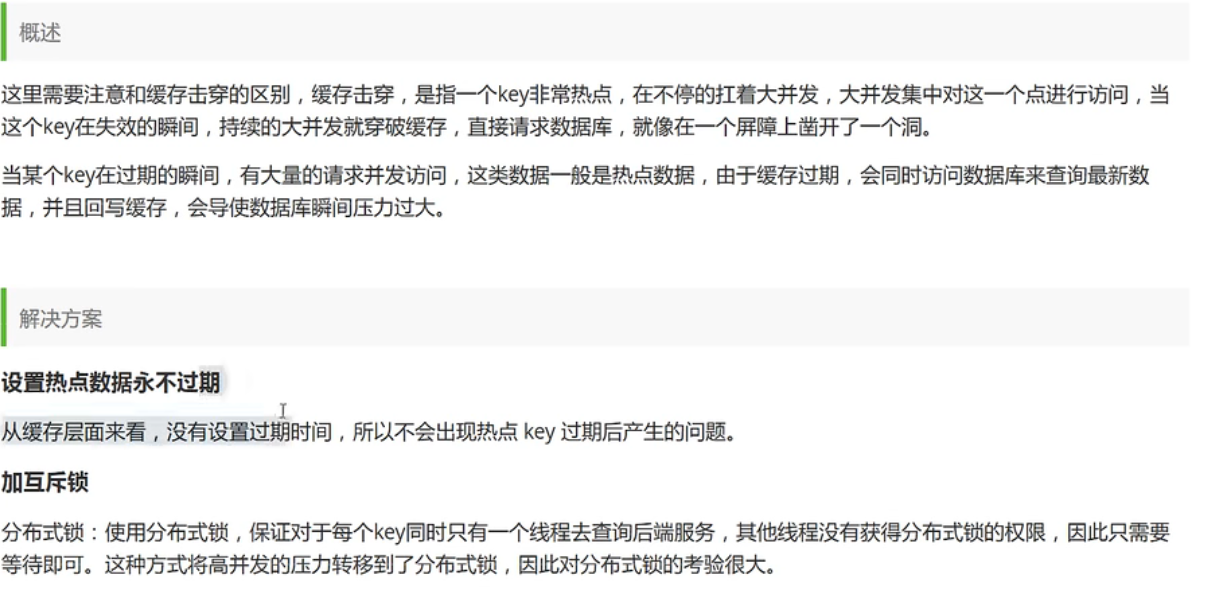 概述
这里需要注意和缓存击穿的区别，缓存击穿，是指一个key非常热点，在不停的扛着大并发，大并发集中对这一个点进行访问，当
这个key在失效的瞬间，持续的大并发就穿破缓存，直接请求数据库，就像在一个屏障上凿开了一个洞。
当某个key在过期的瞬间，有大量的请求并发访问，这类数据一般是热点数据，由于缓存过期，会同时访问数据库来查询最新数
据，并且回写缓存，会导使数据库瞬间压力过大。
解决方案
设置热点数据永不过期
从缓存层面来看，没有设置过期时间，所以不会出现热点 key 过期后产生的问题。
加互斥锁
分布式锁：使用分布式锁，保证对于每个key同时只有一个线程去查询后端服务，其他线程没有获得分布式锁的权限，因此只需要
等待即可。这种方式将高并发的压力转移到了分布式锁，因此对分布式锁的考验很大。